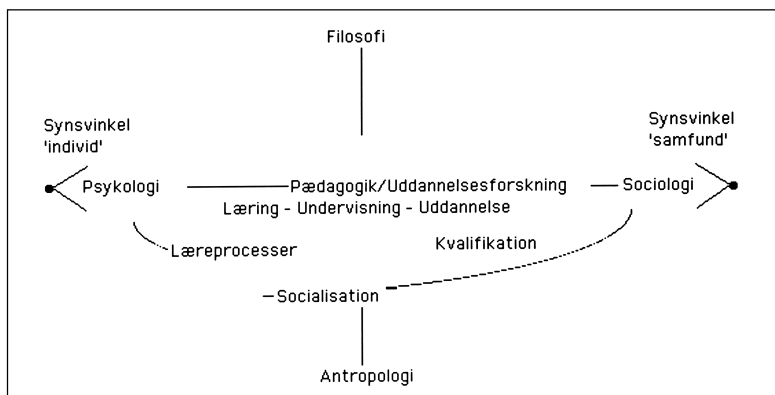 Filosofi
Synsvinkel
'individ'
Synsvinkel
'samfund'
Psykologi
Pædagogik/Uddannelsesforskning
Sociologi
Læring - Undervisning - Uddannelse
Læreprocesser
Kvalifikation
Socialisation
Antropologi